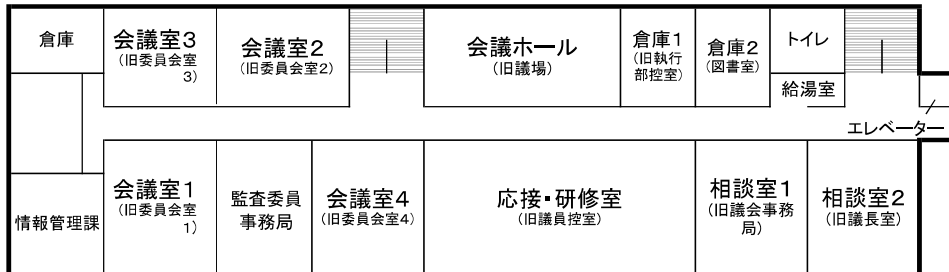 倉庫
会議室3
(旧委員会室
3)
会議室2
(旧委員会室2)
会議ホール
(旧議場)
倉庫1
(旧執行
部控室)
倉庫2
(図書室)
トイレ
給湯室
エレベーター
情報管理課
会議室1
(旧委員会室
1)
監査委員
事務局
会議室4
(旧委員会室4)
応接・研修室
(旧議員控室)
相談室1
(旧議会事務
局)
相談室2
(旧議長室)